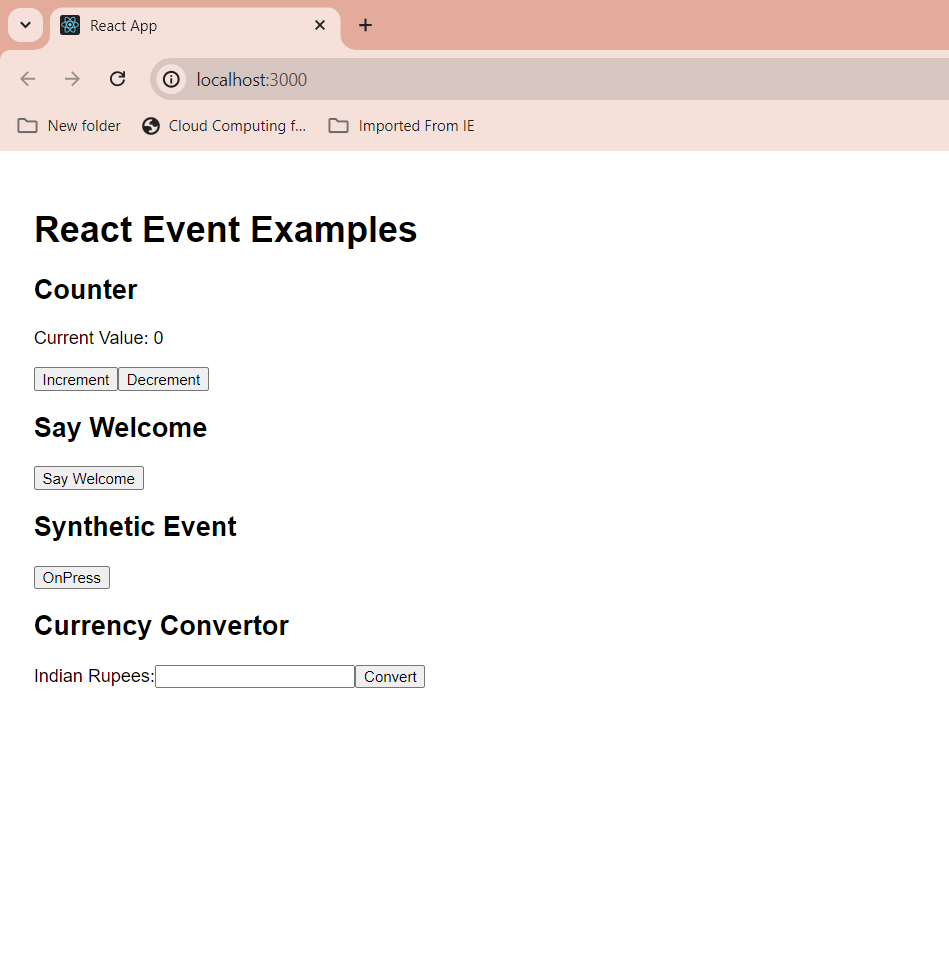 React App
localhost:3000
New folder
Cloud Computing f...
Imported From IE
React Event Examples
Counter
Current Value: 0
Increment Decrement
Say Welcome
Say Welcome
Synthetic Event
OnPress
Currency Convertor
Indian Rupees: Convert